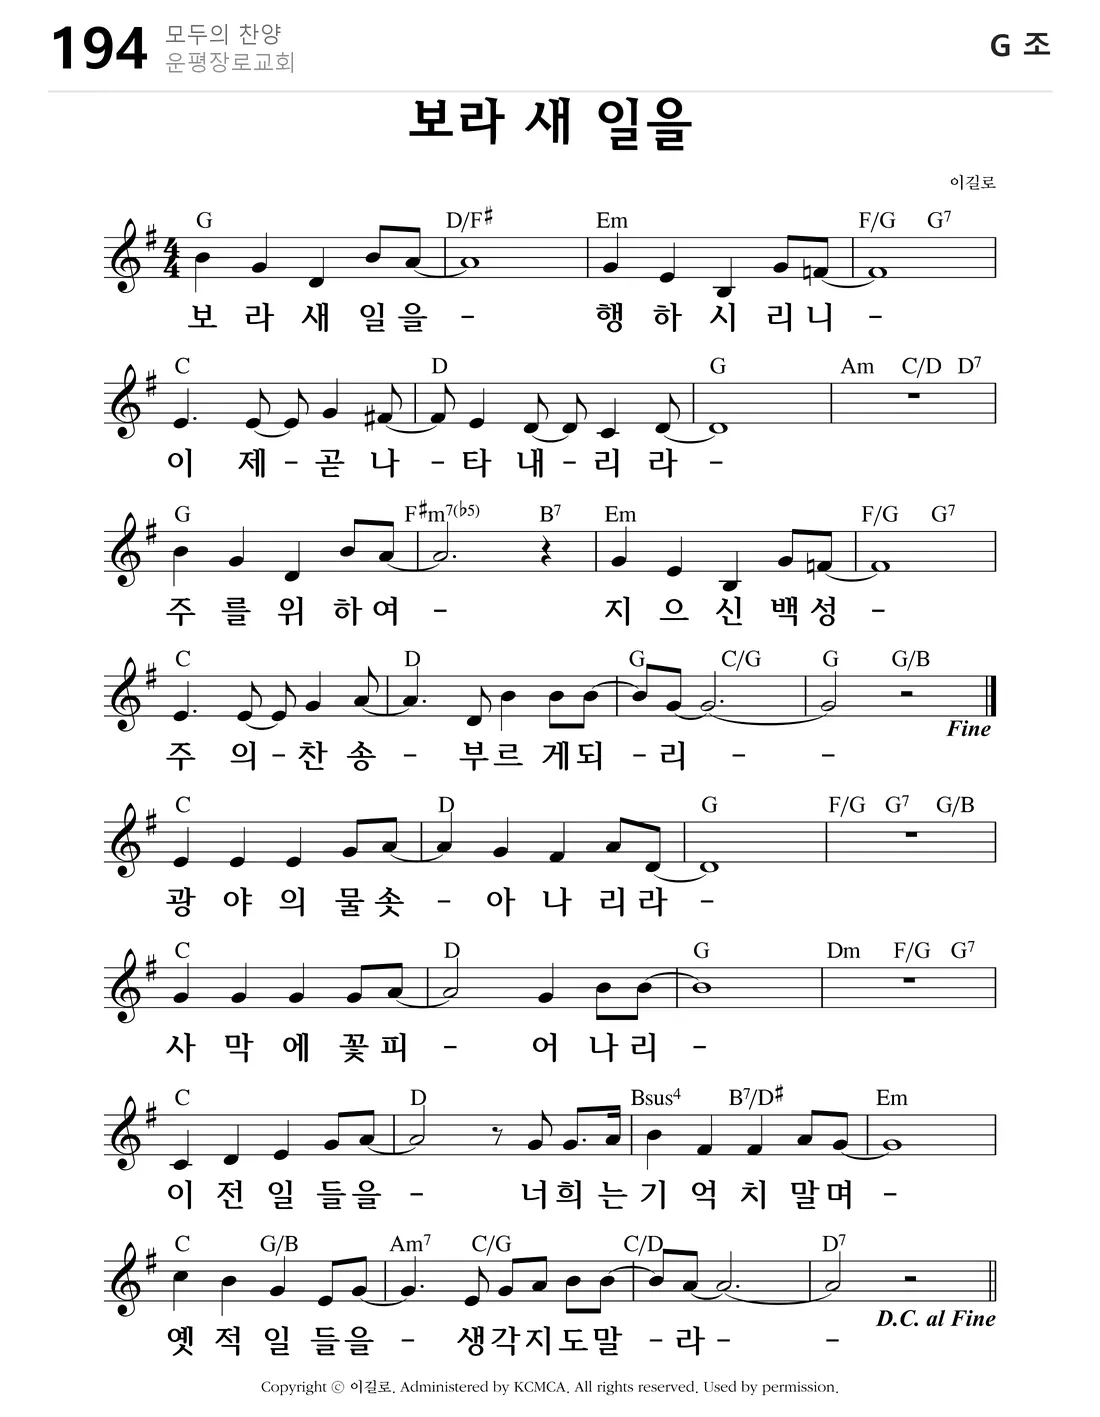 194 모두의 찬양 G 조
운평장로교회
보라 새 일을
이길로
G D/F♯ Em F/G G7
보 라 새 일 을 - 행 하 시 리 니 -
C D G Am C/D D7
이 제 - 곧 나 - 타 내 - 리 라 -
G F♯m7(♭5) B7 Em F/G G7
주 를 위 하 여 - 지 으 신 백 성 -
C D G C/G G G/B
Fine
주 의 - 찬 송 - 부 르 게 되 - 리 - -
C D G F/G G7 G/B
광 야 의 물 솟 - 아 나 리 라 -
C D G Dm F/G G7
사 막 에 꽃 피 - 어 나 리 -
C D Bsus4 B7/D♯ Em
이 전 일 들 을 - 너 희 는 기 억 치 말 며 -
C G/B Am7 C/G C/D D7
D.C. al Fine
옛 적 일 들 을 - 생 각 지 도 말 - 라 - -
Copyright ⓒ 이길로. Administered by KCMCA. All rights reserved. Used by permission.